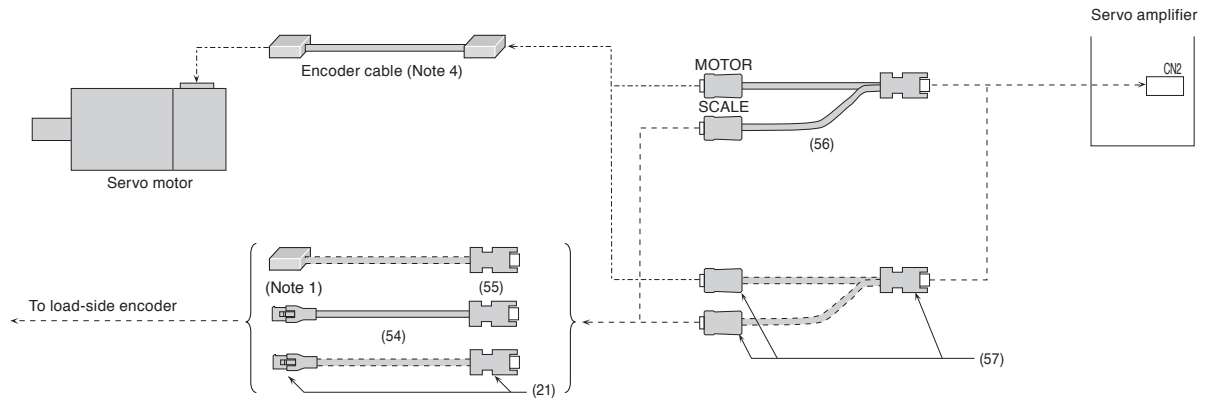 Servo amplifier
CN2
Encoder cable (Note 4)
MOTOR
SCALE
(56)
Servo motor
(Note 1)
(55)
To load-side encoder
(54)
(57)
(21)